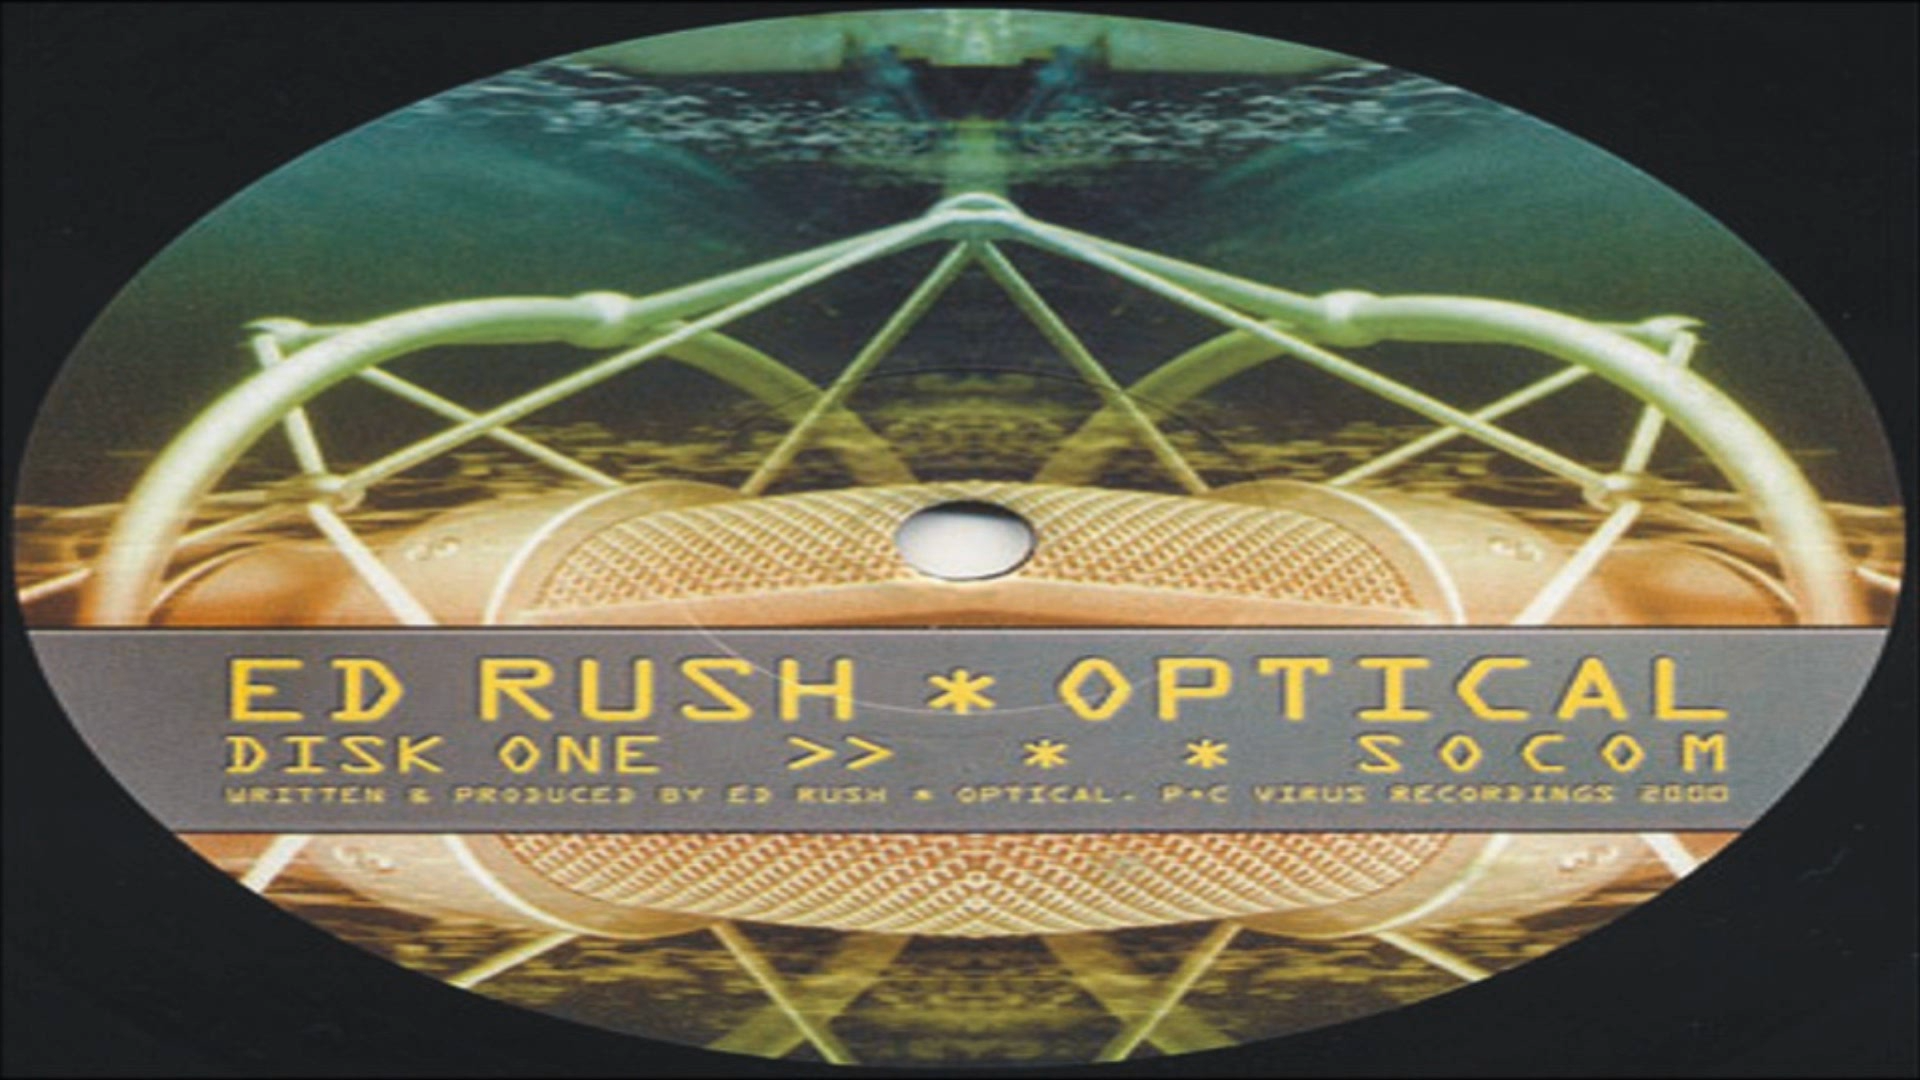 ED RUSH * OPTICAL
DISK ONE >> * * SOCOM
WRITTEN & PRODUCED BY ED RUSH * OPTICAL. P+C VIRUS RECORDINGS 2000